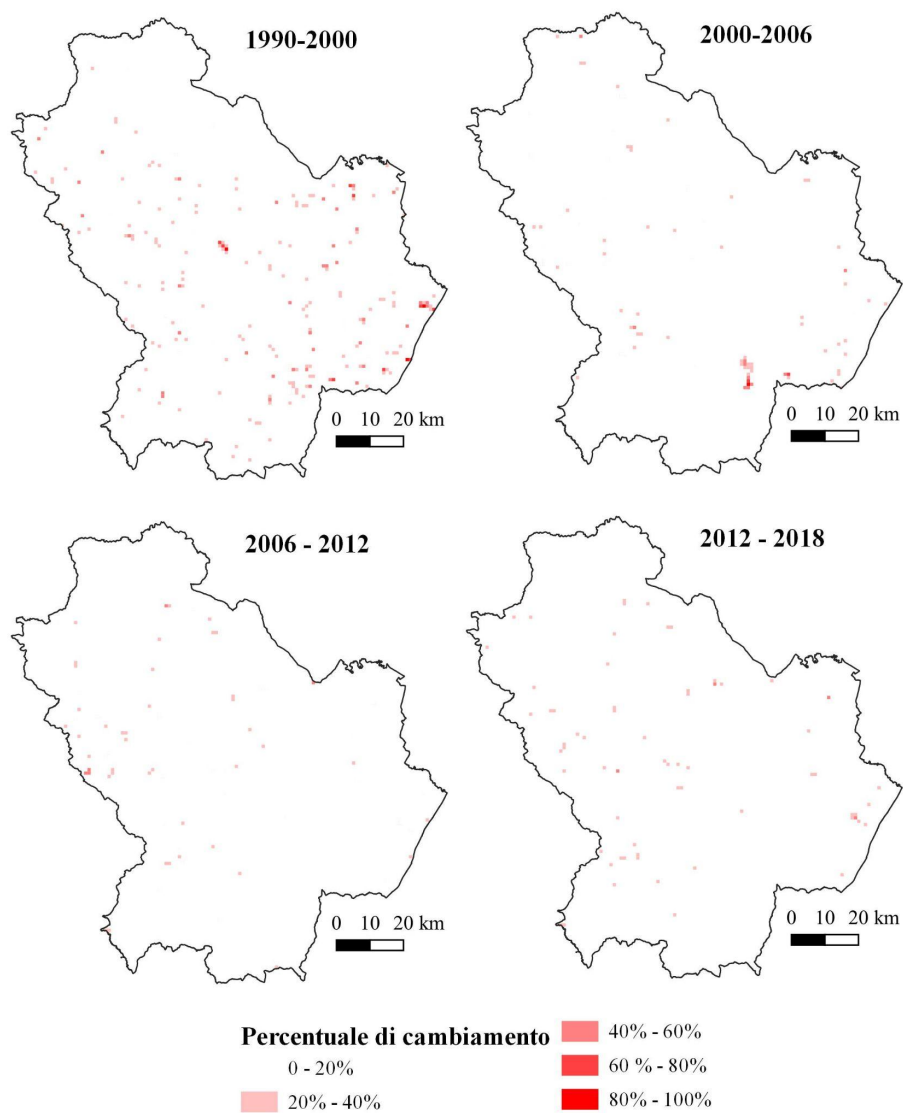 1990-2000
2000-2006
0 10 20 km
0 10 20 km
2006 - 2012
2012 - 2018
0 10 20 km
0 10 20 km
Percentuale di cambiamento
0 - 20%
20% - 40%
40% - 60%
60 % - 80%
80% - 100%